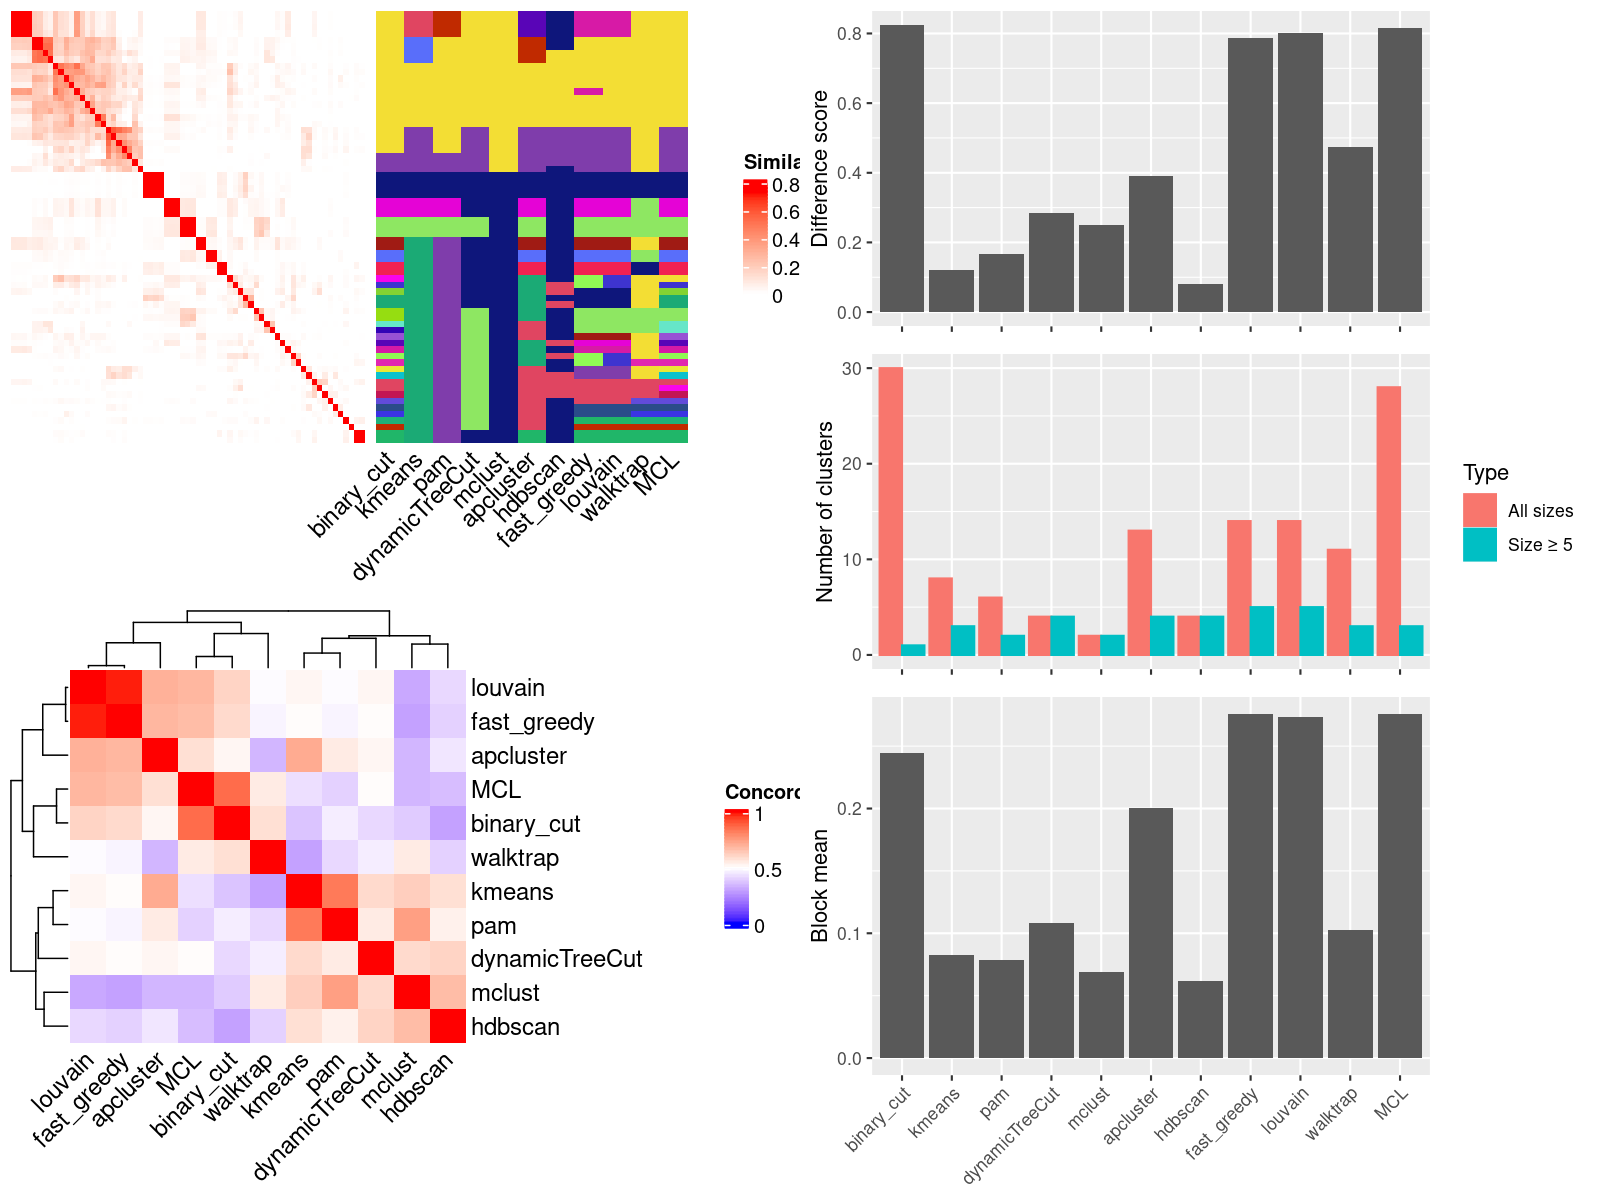 Simila
0.8
0.6
0.4
0.2
0
binary_cut
kmeans
pam
dynamicTreeCut
mclust
apcluster
hdbscan
fast_greedy
louvain
walktrap
MCL
louvain
fast_greedy
apcluster
MCL
binary_cut
walktrap
kmeans
pam
dynamicTreeCut
mclust
hdbscan
louvain
fast_greedy
apcluster
MCL
binary_cut
walktrap
kmeans
pam
dynamicTreeCut
mclust
hdbscan
Concord
1
0.5
0
Difference score
0.8
0.6
0.4
0.2
0.0
Number of clusters
30
20
10
0
Type
All sizes
Size ≥ 5
Block mean
0.2
0.1
0.0
binary_cut
kmeans
pam
dynamicTreeCut
mclust
apcluster
hdbscan
fast_greedy
louvain
walktrap
MCL